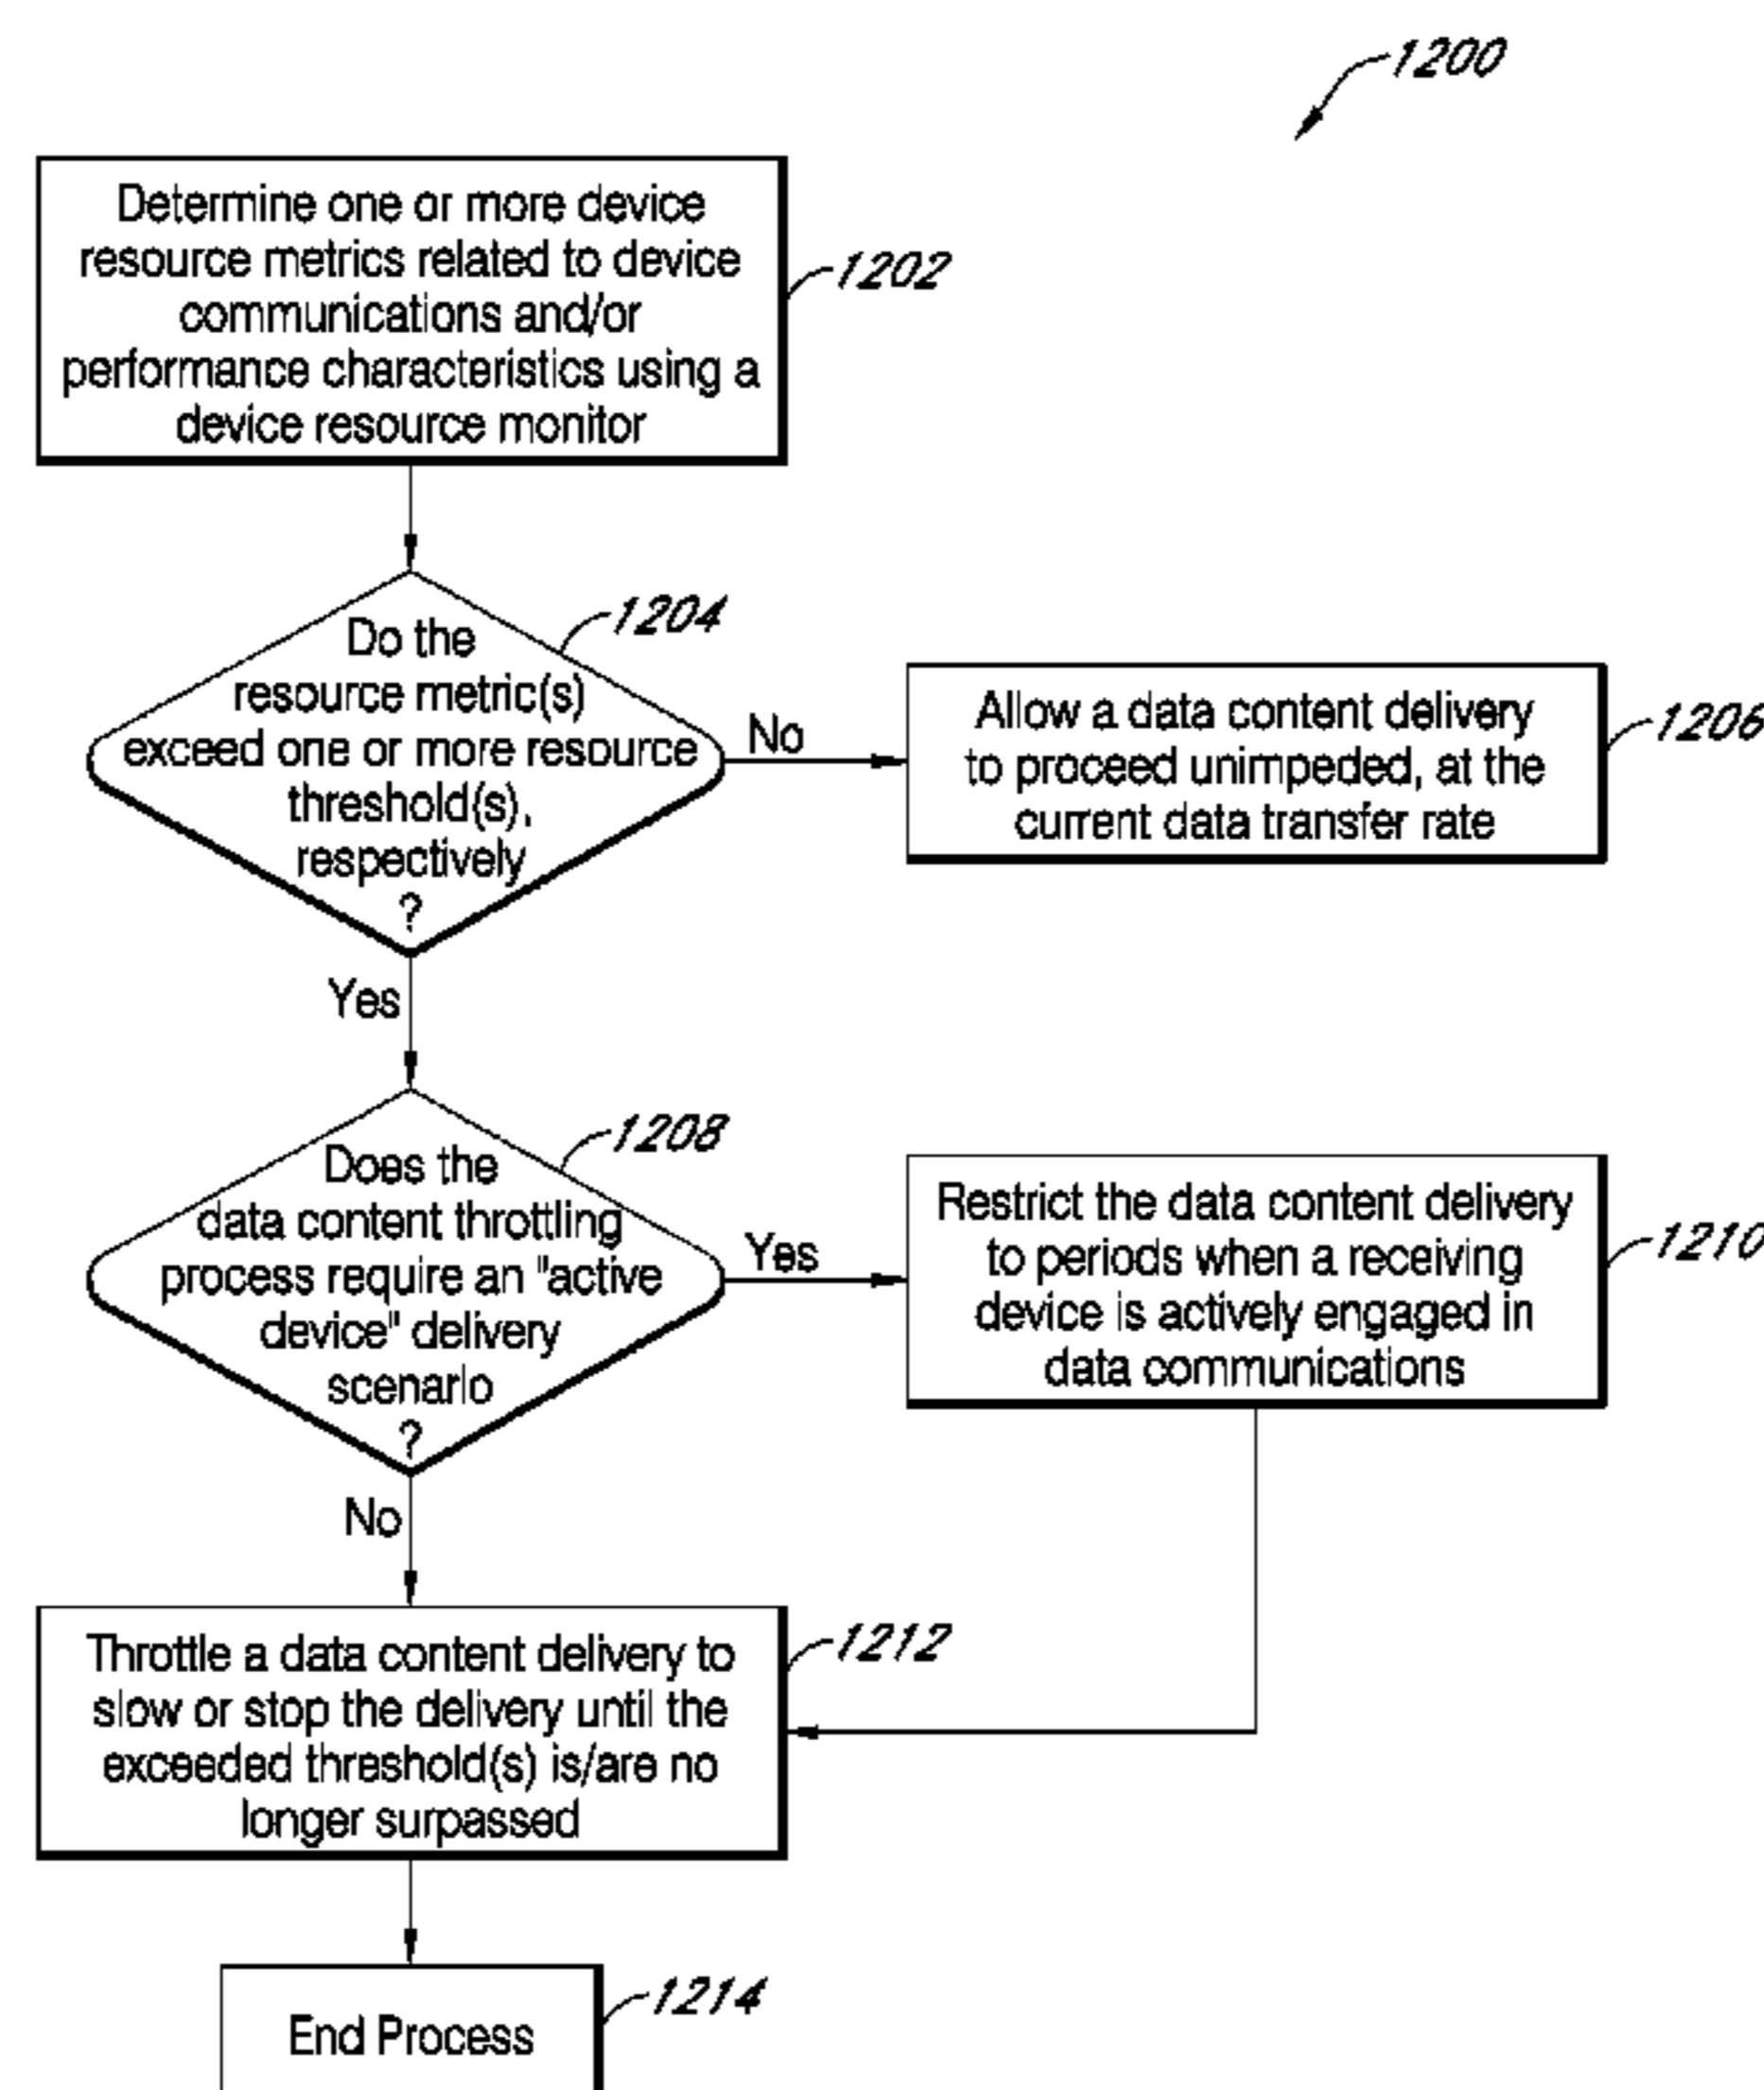 1200
Determine one or more device
resource metrics related to device
communications and/or
performance characteristics using a
device resource monitor
1202
Do the
resource metric(s)
exceed one or more resource
threshold(s),
respectively
?
1204
No
Allow a data content delivery
to proceed unimpeded, at the
current data transfer rate
1206
Yes
Does the
data content throttling
process require an "active
device" delivery
scenario
?
1208
Yes
Restrict the data content delivery
to periods when a receiving
device is actively engaged in
data communications
1210
No
Throttle a data content delivery to
slow or stop the delivery until the
exceeded threshold(s) is/are no
longer surpassed
1212
End Process
1214